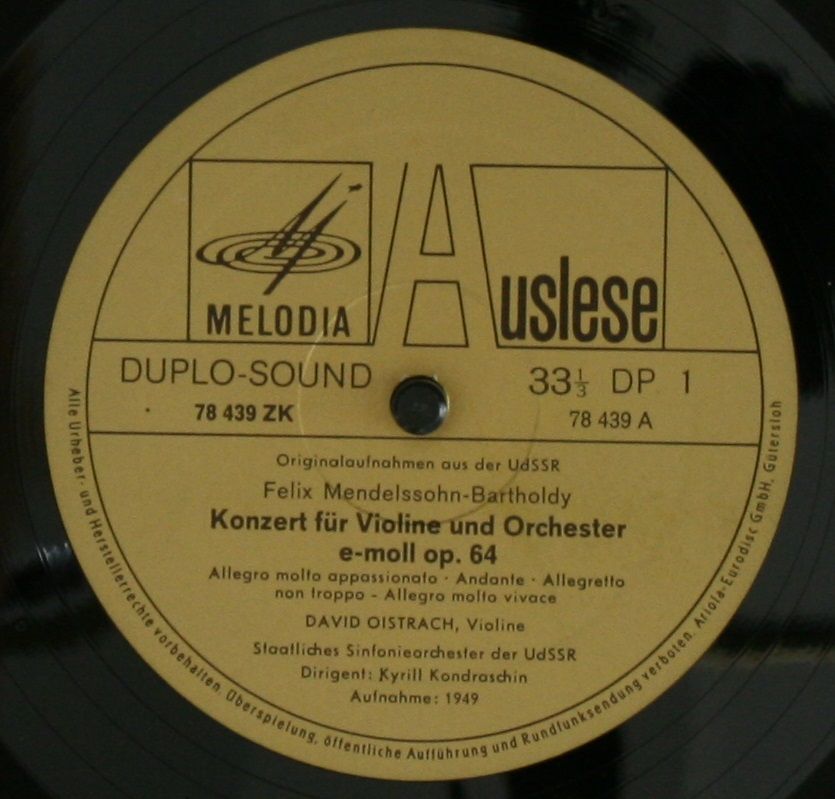 MELODIA
Auslese
DUPLO-SOUND
33⅓ DP 1
78 439 ZK
78 439 A
Originalaufnahmen aus der UdSSR
Felix Mendelssohn-Bartholdy
Konzert für Violine und Orchester
e-moll op. 64
Allegro molto appassionato · Andante · Allegretto
non troppo - Allegro molto vivace
DAVID OISTRACH, Violine
Staatliches Sinfonieorchester der UdSSR
Dirigent: Kyrill Kondraschin
Aufnahme: 1949
Alle Urheber- und Herstellerrechte vorbehalten. Überspielung, öffentliche Aufführung und Rundfunksendung verboten. Ariola-Eurodisc GmbH, Gütersloh